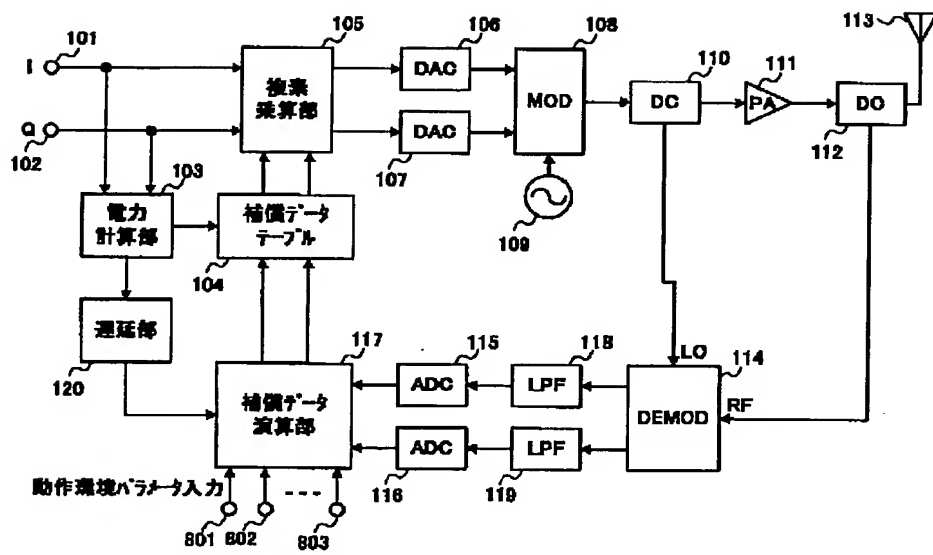 101
I
Q
102
103
電力
計算部
遅延部
120
105
複素
乗算部
補償データ
テーブル
104
106
DAC
DAC
107
108
MOD
109
110
DC
111
PA
DC
112
113
117
補償データ
演算部
115
ADC
ADC
116
118
LPF
LPF
119
LO
114
DEMOD
RF
動作環境パラメータ入力
801
802
---
803